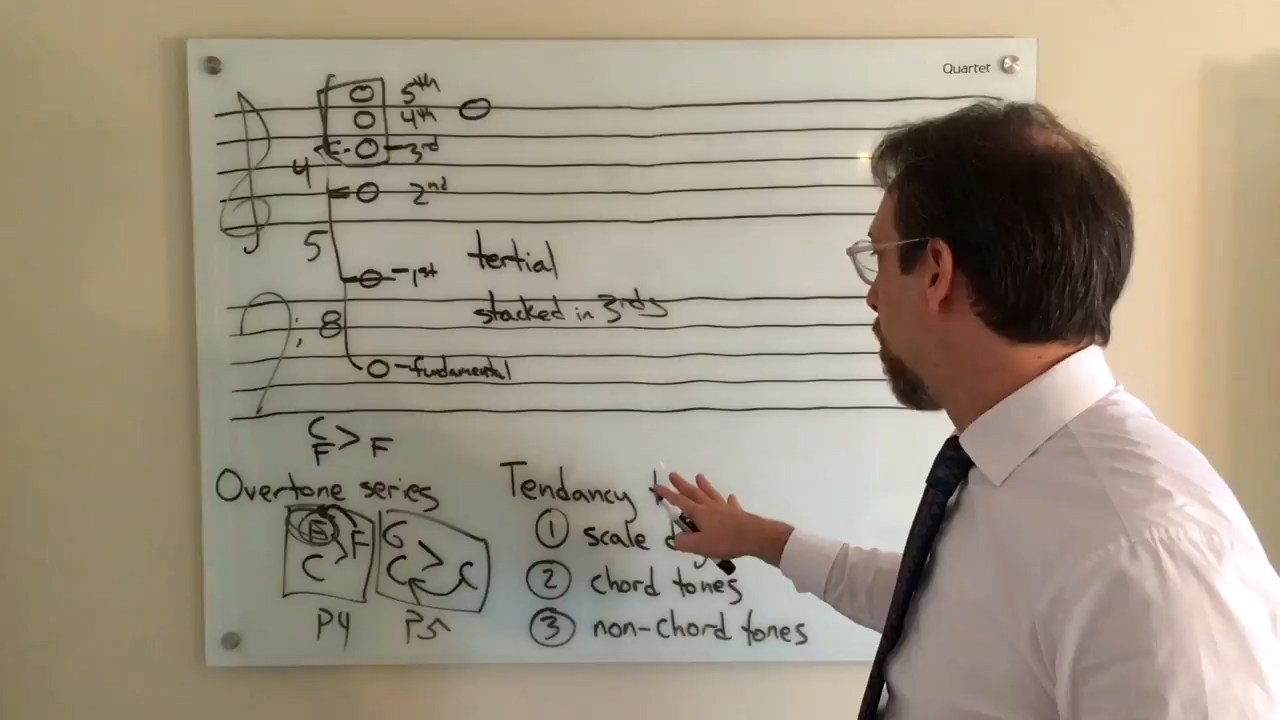 Quartet
5th
4th
E - 3rd
4
2nd
5
tertial
1st
stacked in 3rds
8
fundamental
C
F > F
Overtone series
Tendancy
E F G
C > C > C
① scale
② chord tones
P4 P5
③ non-chord tones